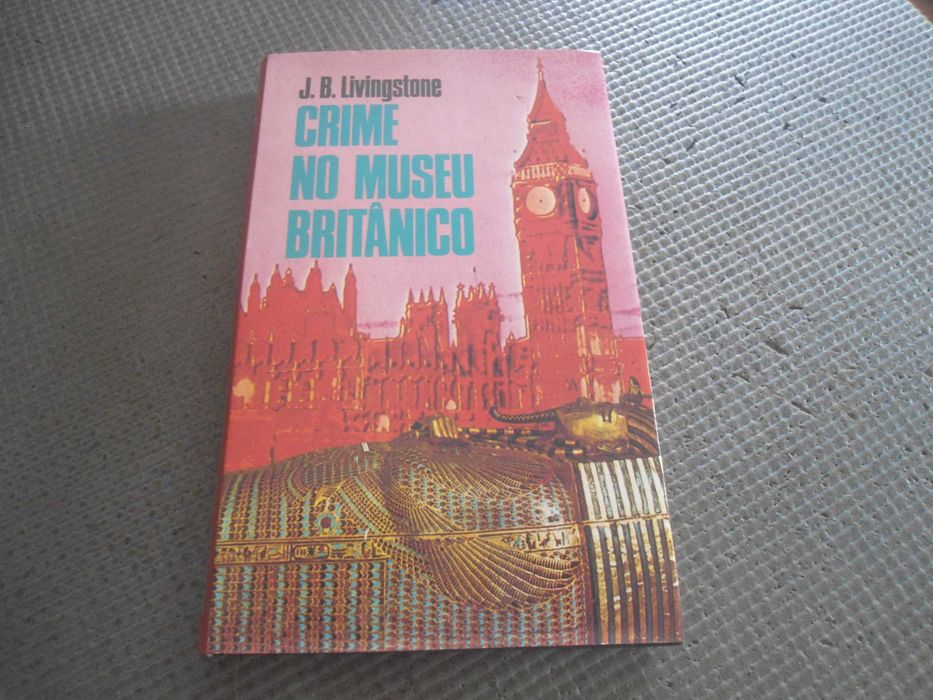 J. B. Livingstone
CRIME
NO MUSEU
BRITÂNICO